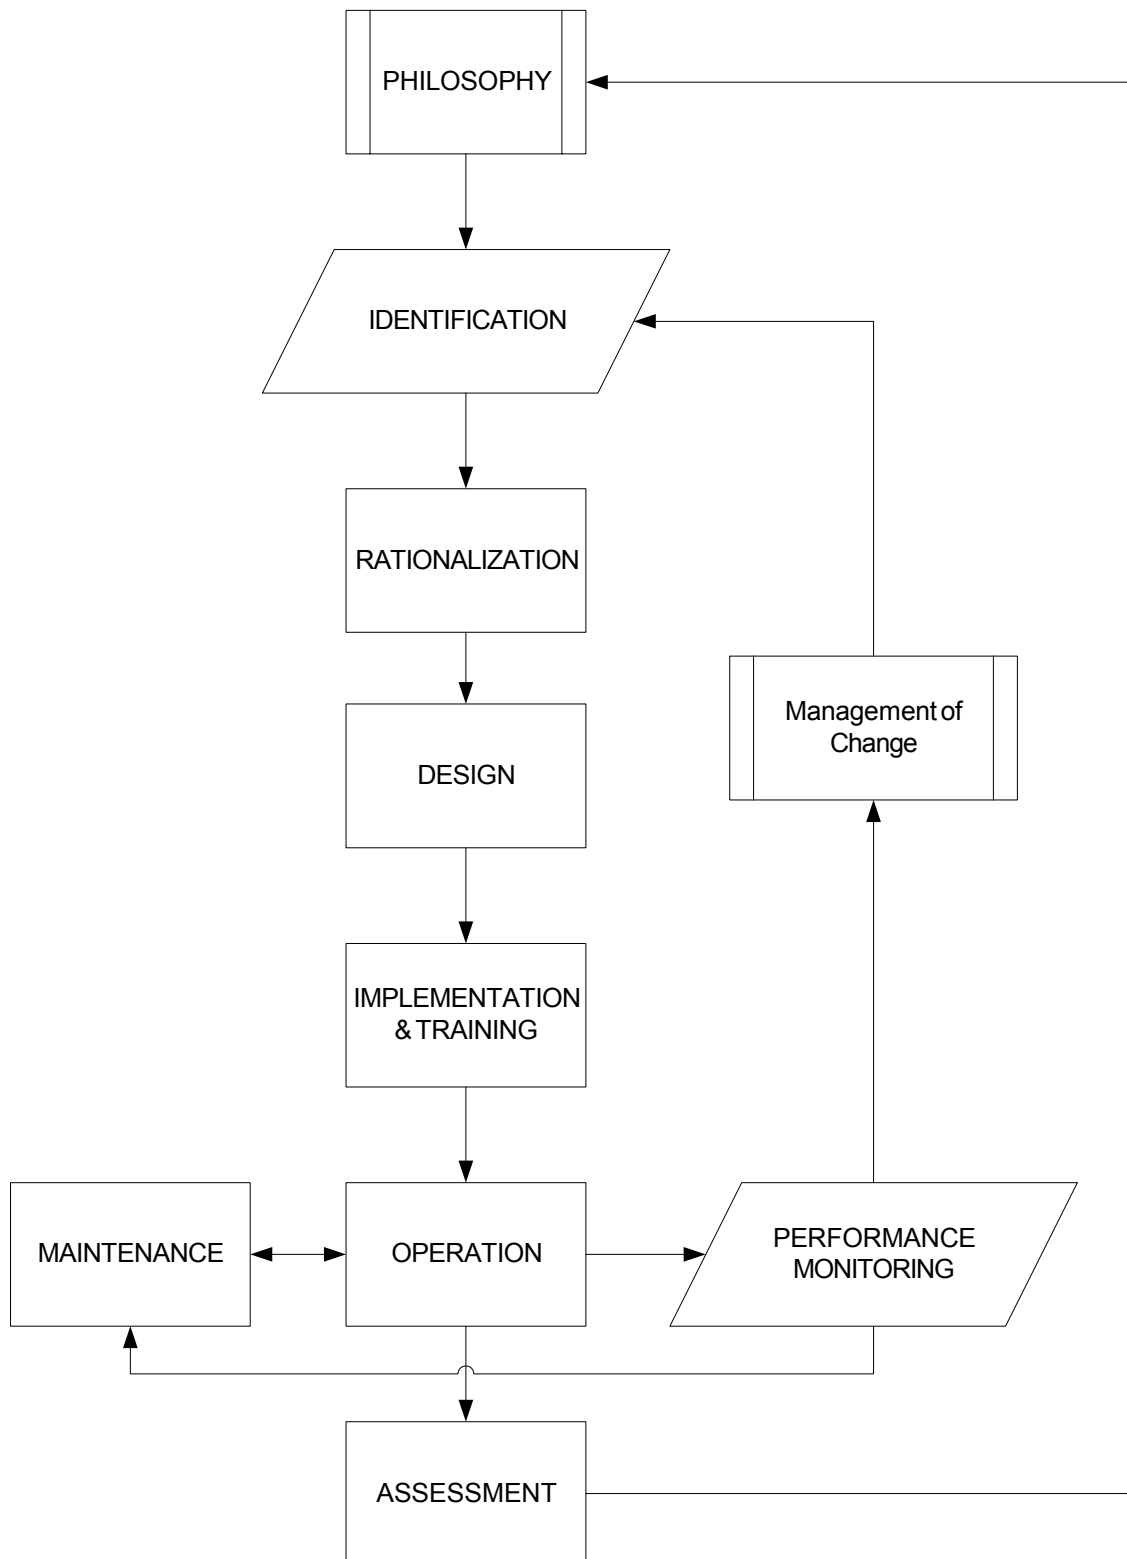 PHILOSOPHY
IDENTIFICATION
RATIONALIZATION
Management of
Change
DESIGN
IMPLEMENTATION
& TRAINING
MAINTENANCE
OPERATION
PERFORMANCE
MONITORING
ASSESSMENT